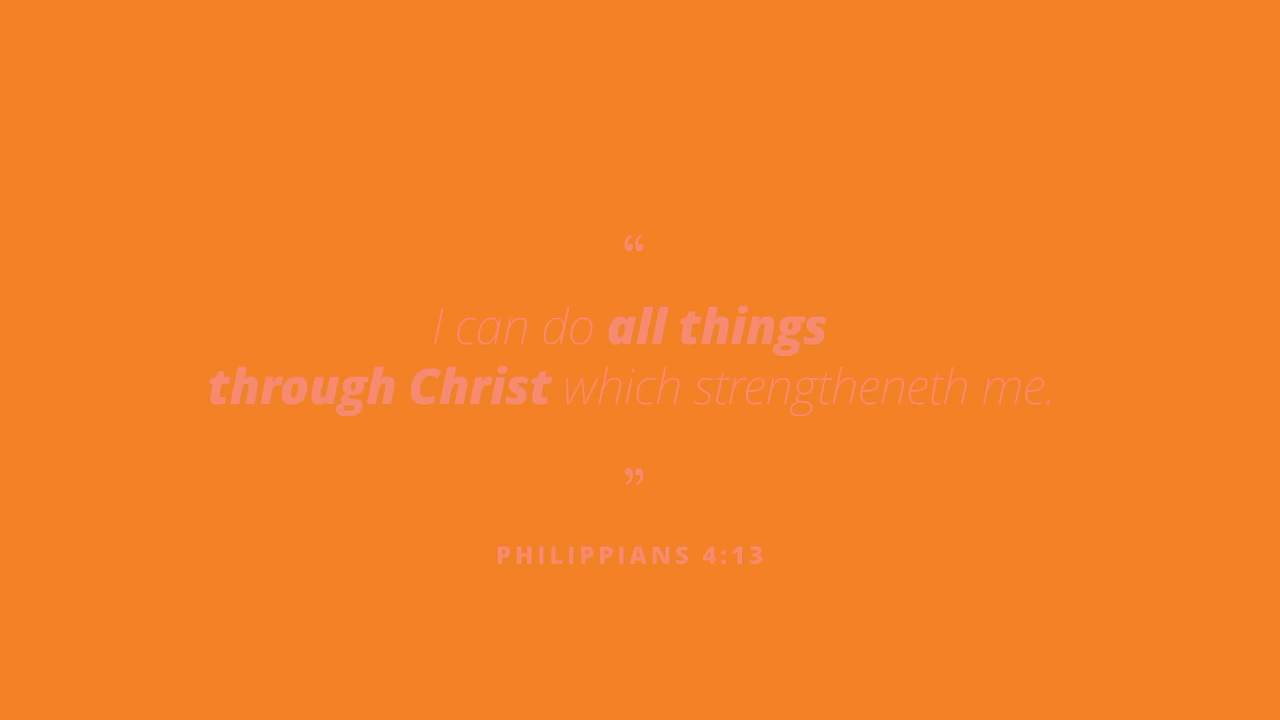 “
I can do all things
through Christ which strengtheneth me.
”
PHILIPPIANS 4:13